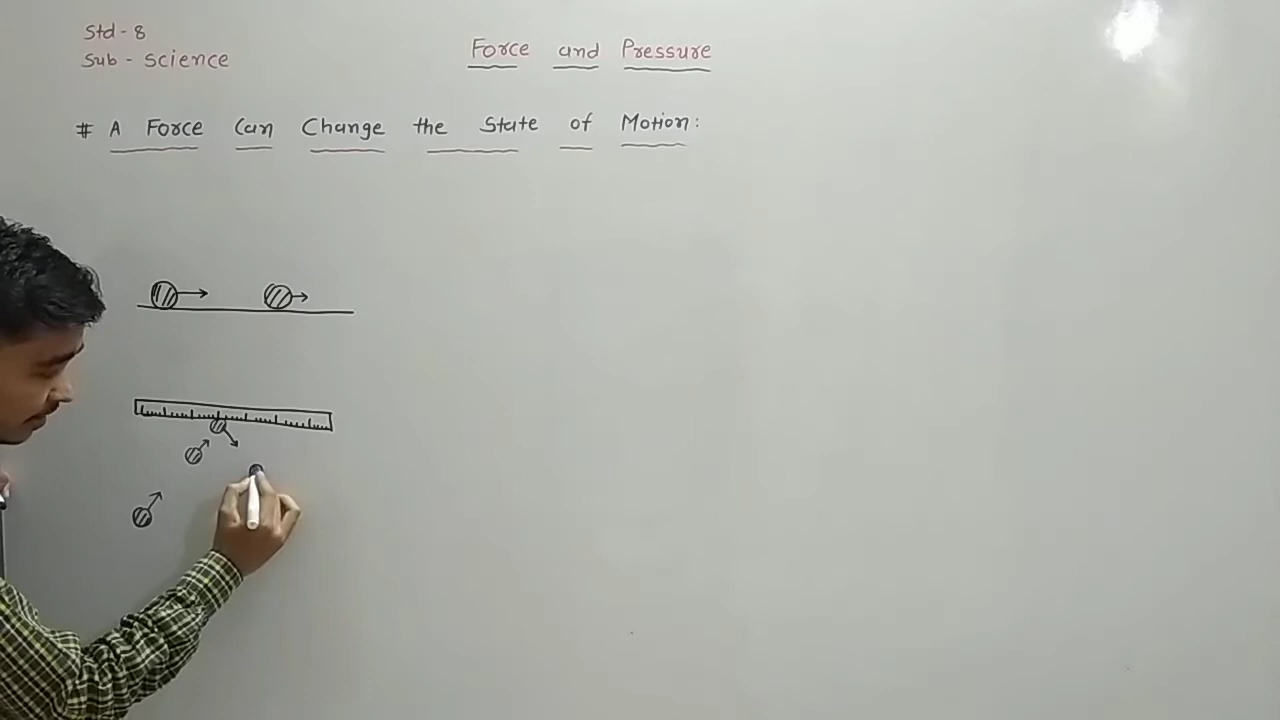 Std - 8
Sub - Science
Force and Pressure
# A Force Can Change the State of Motion: